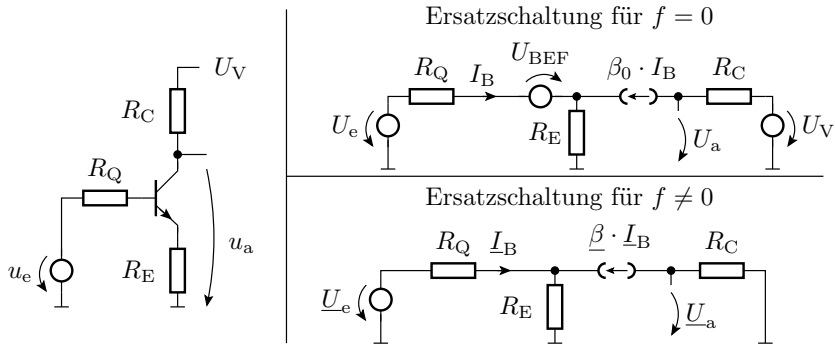 U_V
R_C
R_Q
u_e
R_E
u_a
Ersatzschaltung für f = 0
R_Q
I_B
U_BEF
β_0 · I_B
R_C
U_e
R_E
U_a
U_V
Ersatzschaltung für f ≠ 0
R_Q
I_B
β · I_B
R_C
U_e
R_E
U_a